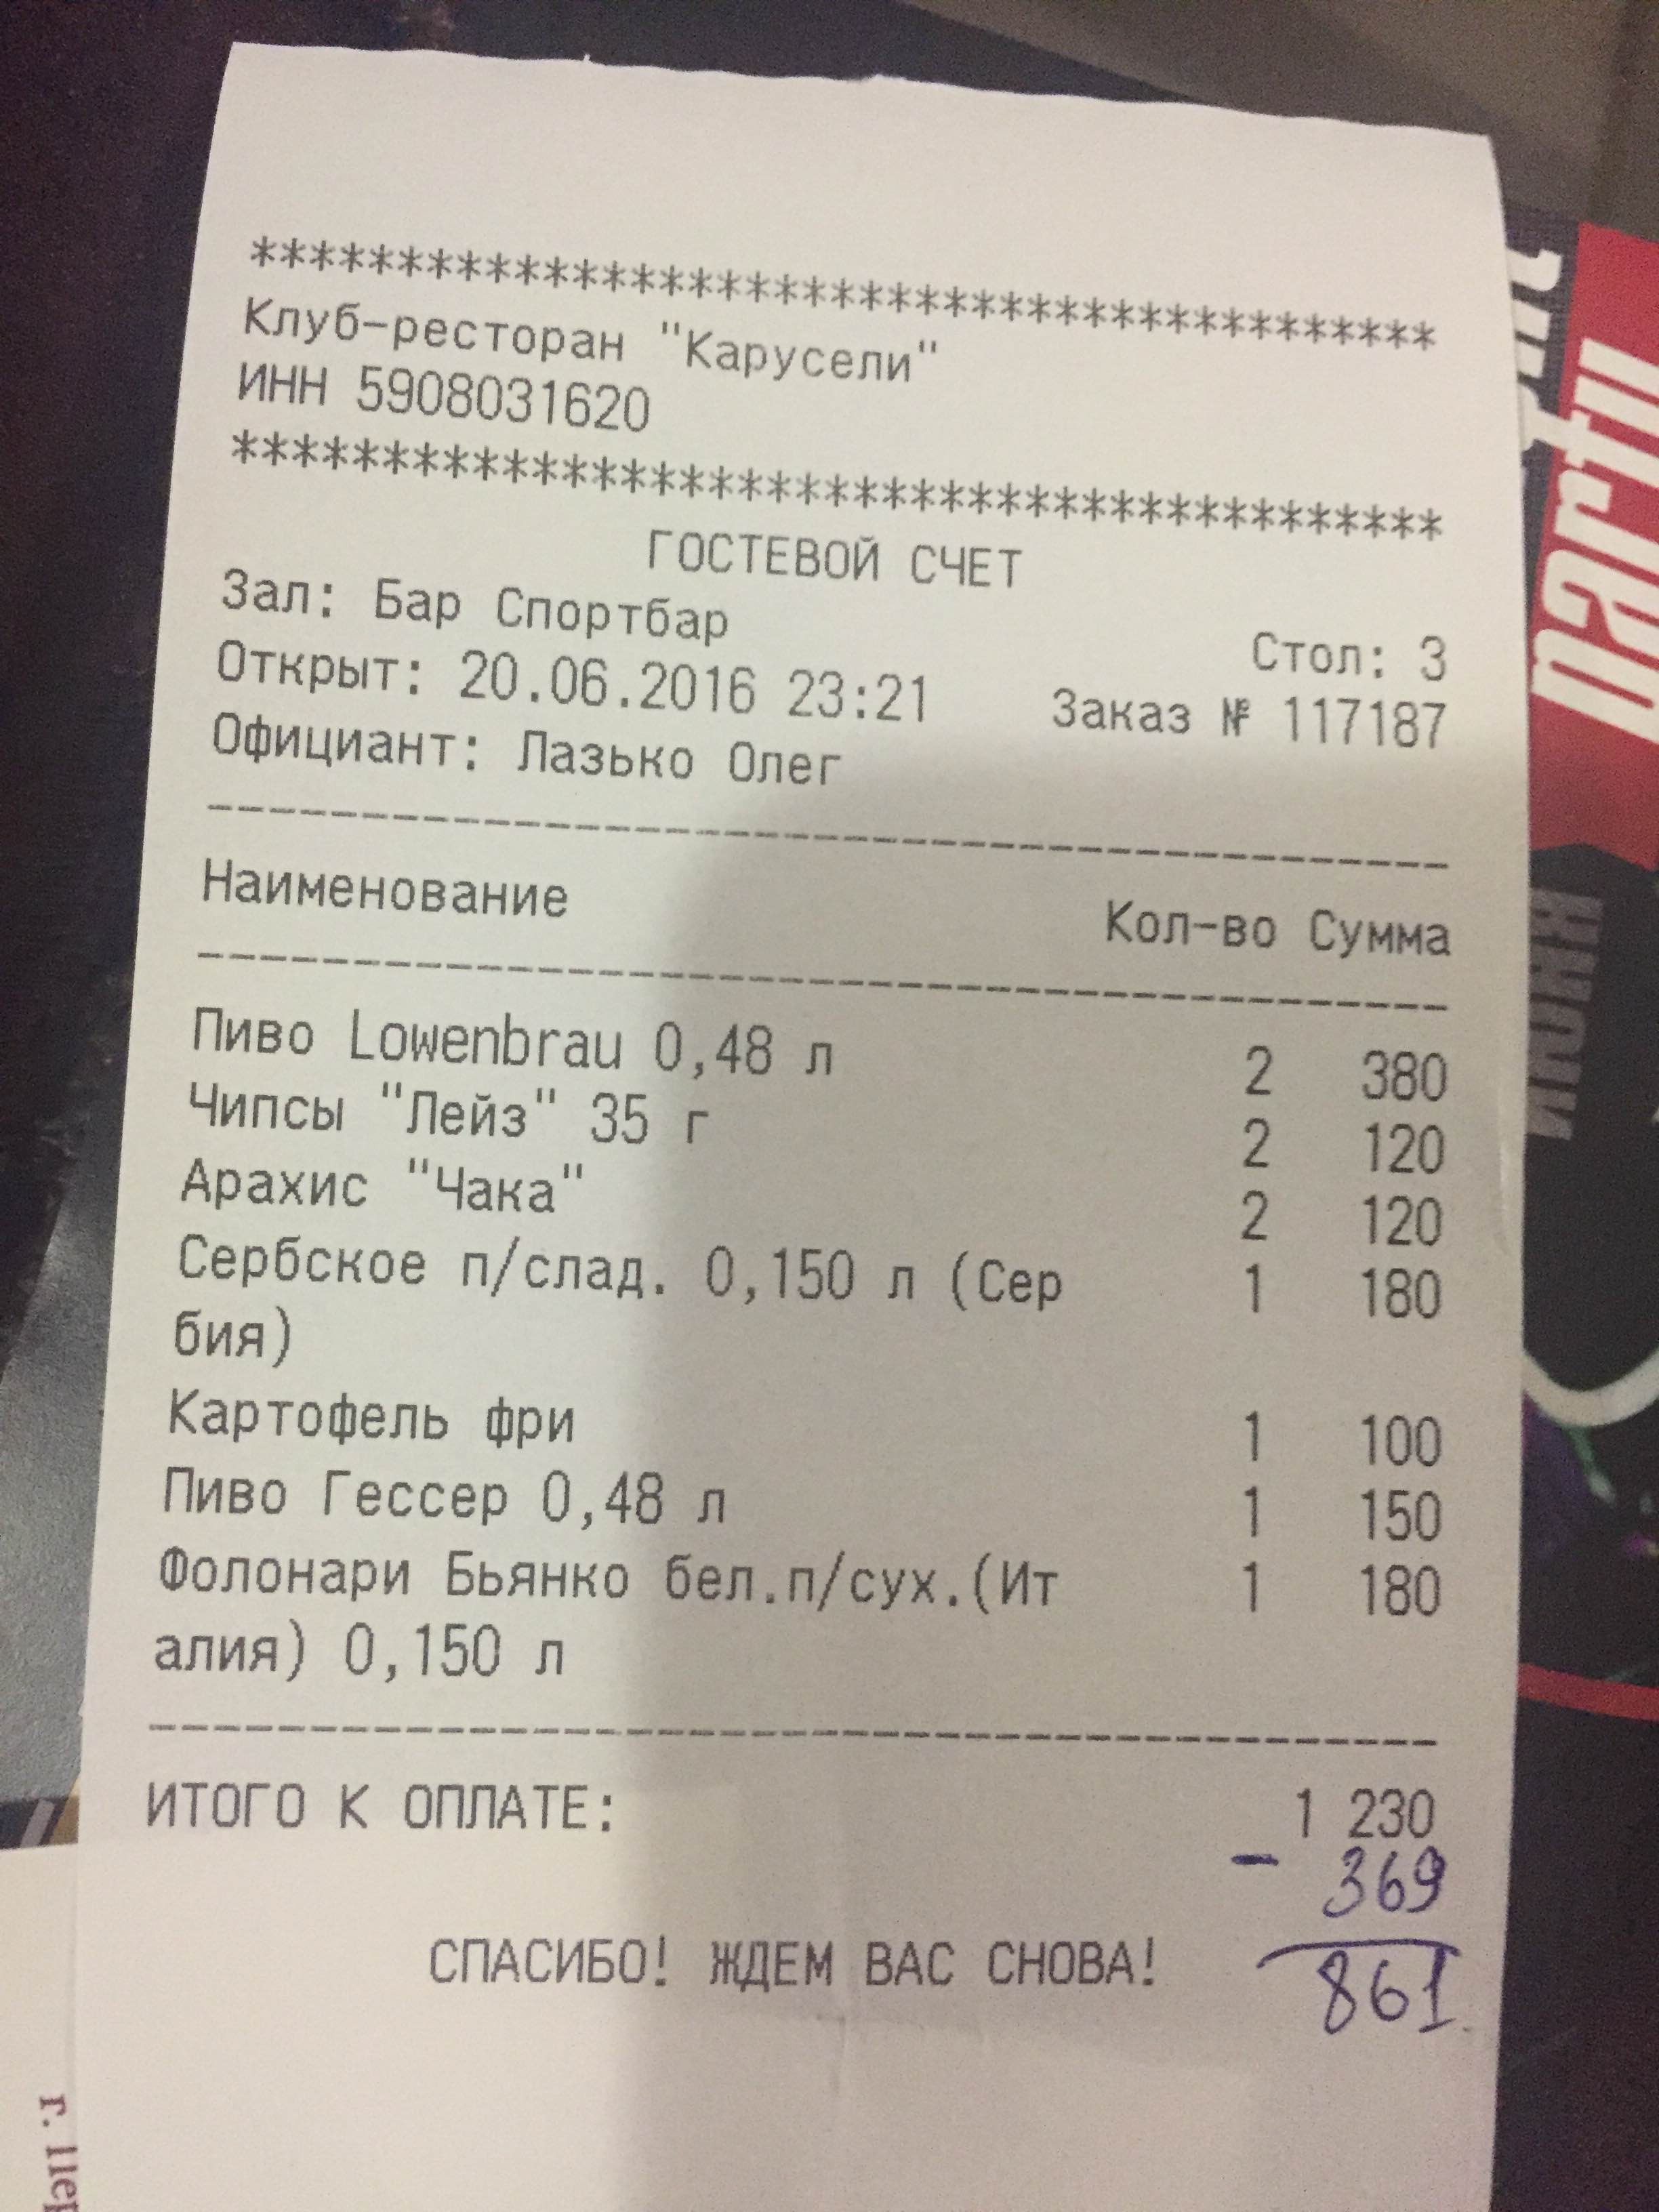 ****************************************
Клуб-ресторан "Карусели"
ИНН 5908031620
****************************************
ГОСТЕВОЙ СЧЕТ
Зал: Бар Спортбар Стол: 3
Открыт: 20.06.2016 23:21 Заказ № 117187
Официант: Лазько Олег
Наименование Кол-во Сумма
Пиво Lowenbrau 0,48 л 2 380
Чипсы "Лейз" 35 г 2 120
Арахис "Чака" 2 120
Сербское п/слад. 0,150 л (Сер 1 180
бия)
Картофель фри 1 100
Пиво Гессер 0,48 л 1 150
Фолонари Бьянко бел.п/сух.(Ит 1 180
алия) 0,150 л
ИТОГО К ОПЛАТЕ: 1 230
- 369
861
СПАСИБО! ЖДЕМ ВАС СНОВА!